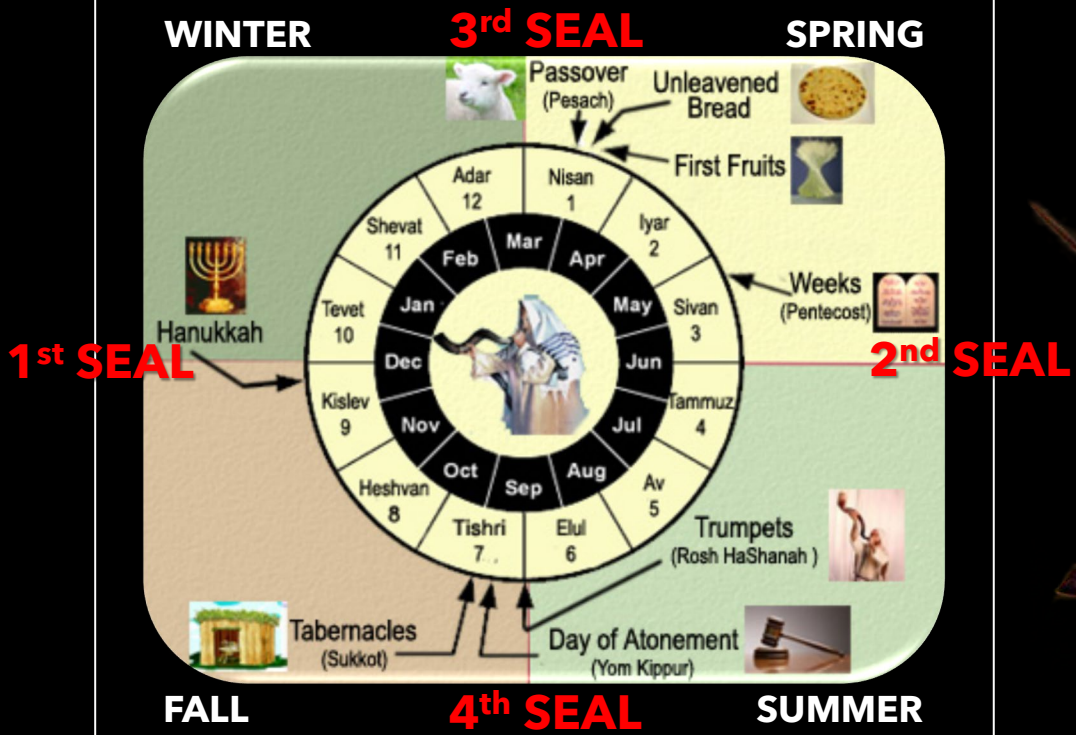 WINTER
3rd SEAL
SPRING
Passover
(Pesach)
Unleavened
Bread
First Fruits
Adar
12
Nisan
1
Shevat
11
Iyar
2
Feb
Mar
Apr
Hanukkah
Tevet
10
Jan
May
Sivan
3
Weeks
(Pentecost)
1st SEAL
Dec
Jun
2nd SEAL
Kislev
9
Nov
Jul
Tammuz
4
Heshvan
8
Oct
Sep
Aug
Av
5
Tishri
7
Elul
6
Trumpets
(Rosh HaShanah )
Tabernacles
(Sukkot)
Day of Atonement
(Yom Kippur)
FALL
4th SEAL
SUMMER